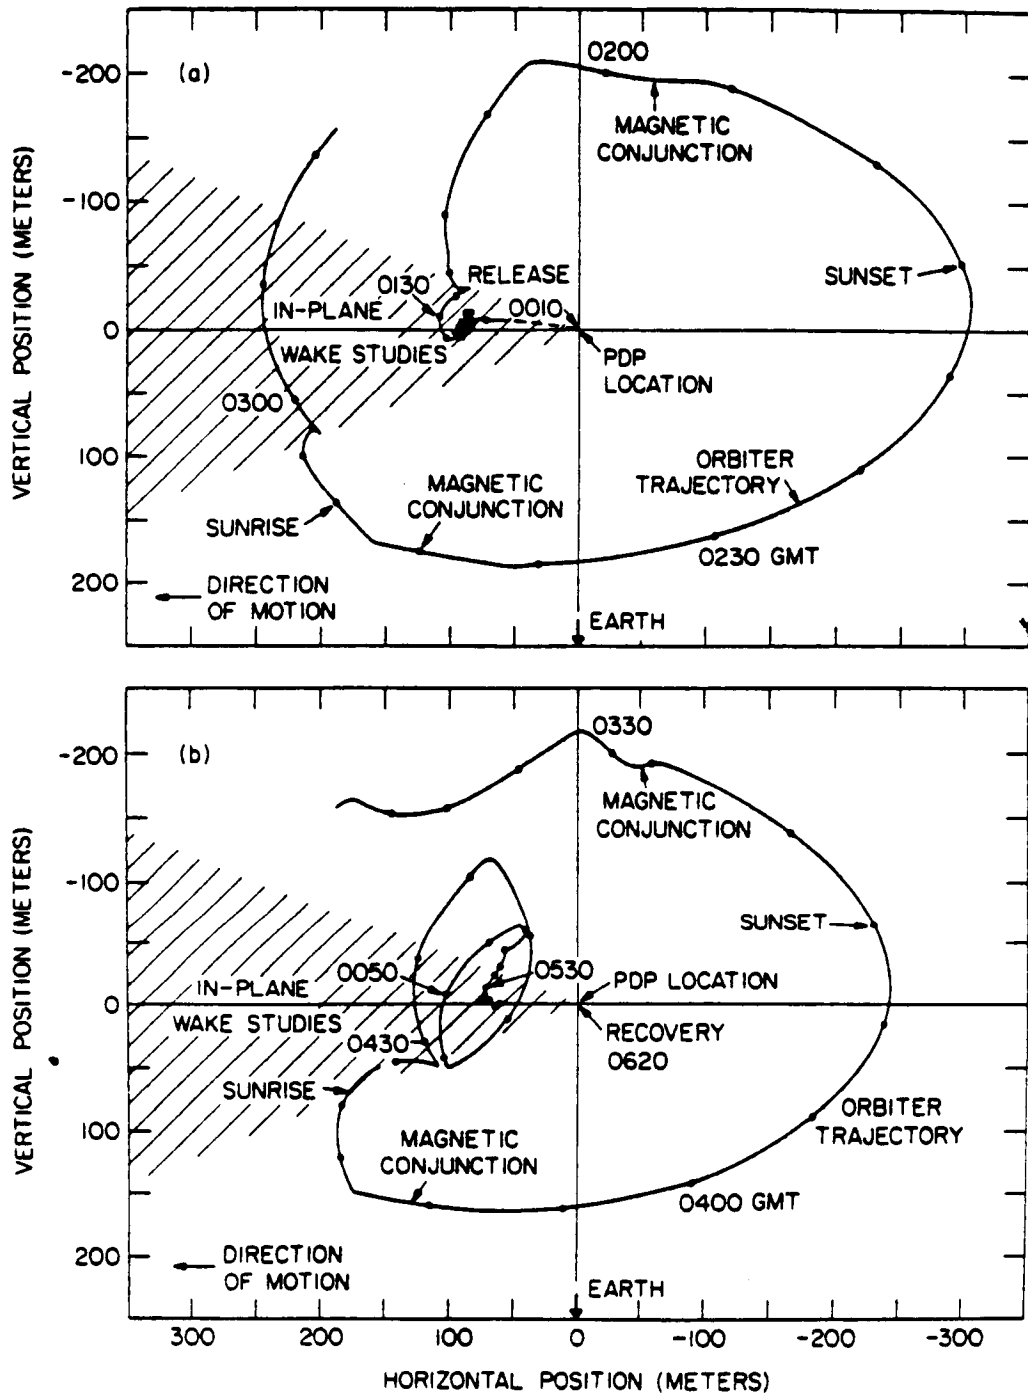 (a)
-200
-100
0
100
200
VERTICAL POSITION (METERS)
0200
MAGNETIC
CONJUNCTION
SUNSET
RELEASE
0130
0010
IN-PLANE
WAKE STUDIES
PDP
LOCATION
0300
ORBITER
TRAJECTORY
MAGNETIC
CONJUNCTION
SUNRISE
0230 GMT
DIRECTION
OF MOTION
EARTH
(b)
-200
-100
0
100
200
VERTICAL POSITION (METERS)
0330
MAGNETIC
CONJUNCTION
SUNSET
0050
0530
IN-PLANE
WAKE STUDIES
PDP LOCATION
RECOVERY
0620
0430
SUNRISE
ORBITER
TRAJECTORY
MAGNETIC
CONJUNCTION
0400 GMT
DIRECTION
OF MOTION
EARTH
300 200 100 0 -100 -200 -300
HORIZONTAL POSITION (METERS)